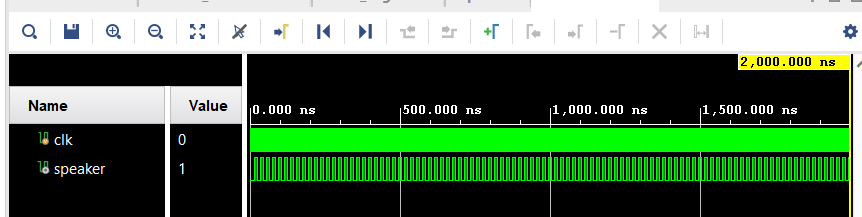 2,000.000 ns
Name Value
0.000 ns 500.000 ns 1,000.000 ns 1,500.000 ns
clk 0
speaker 1